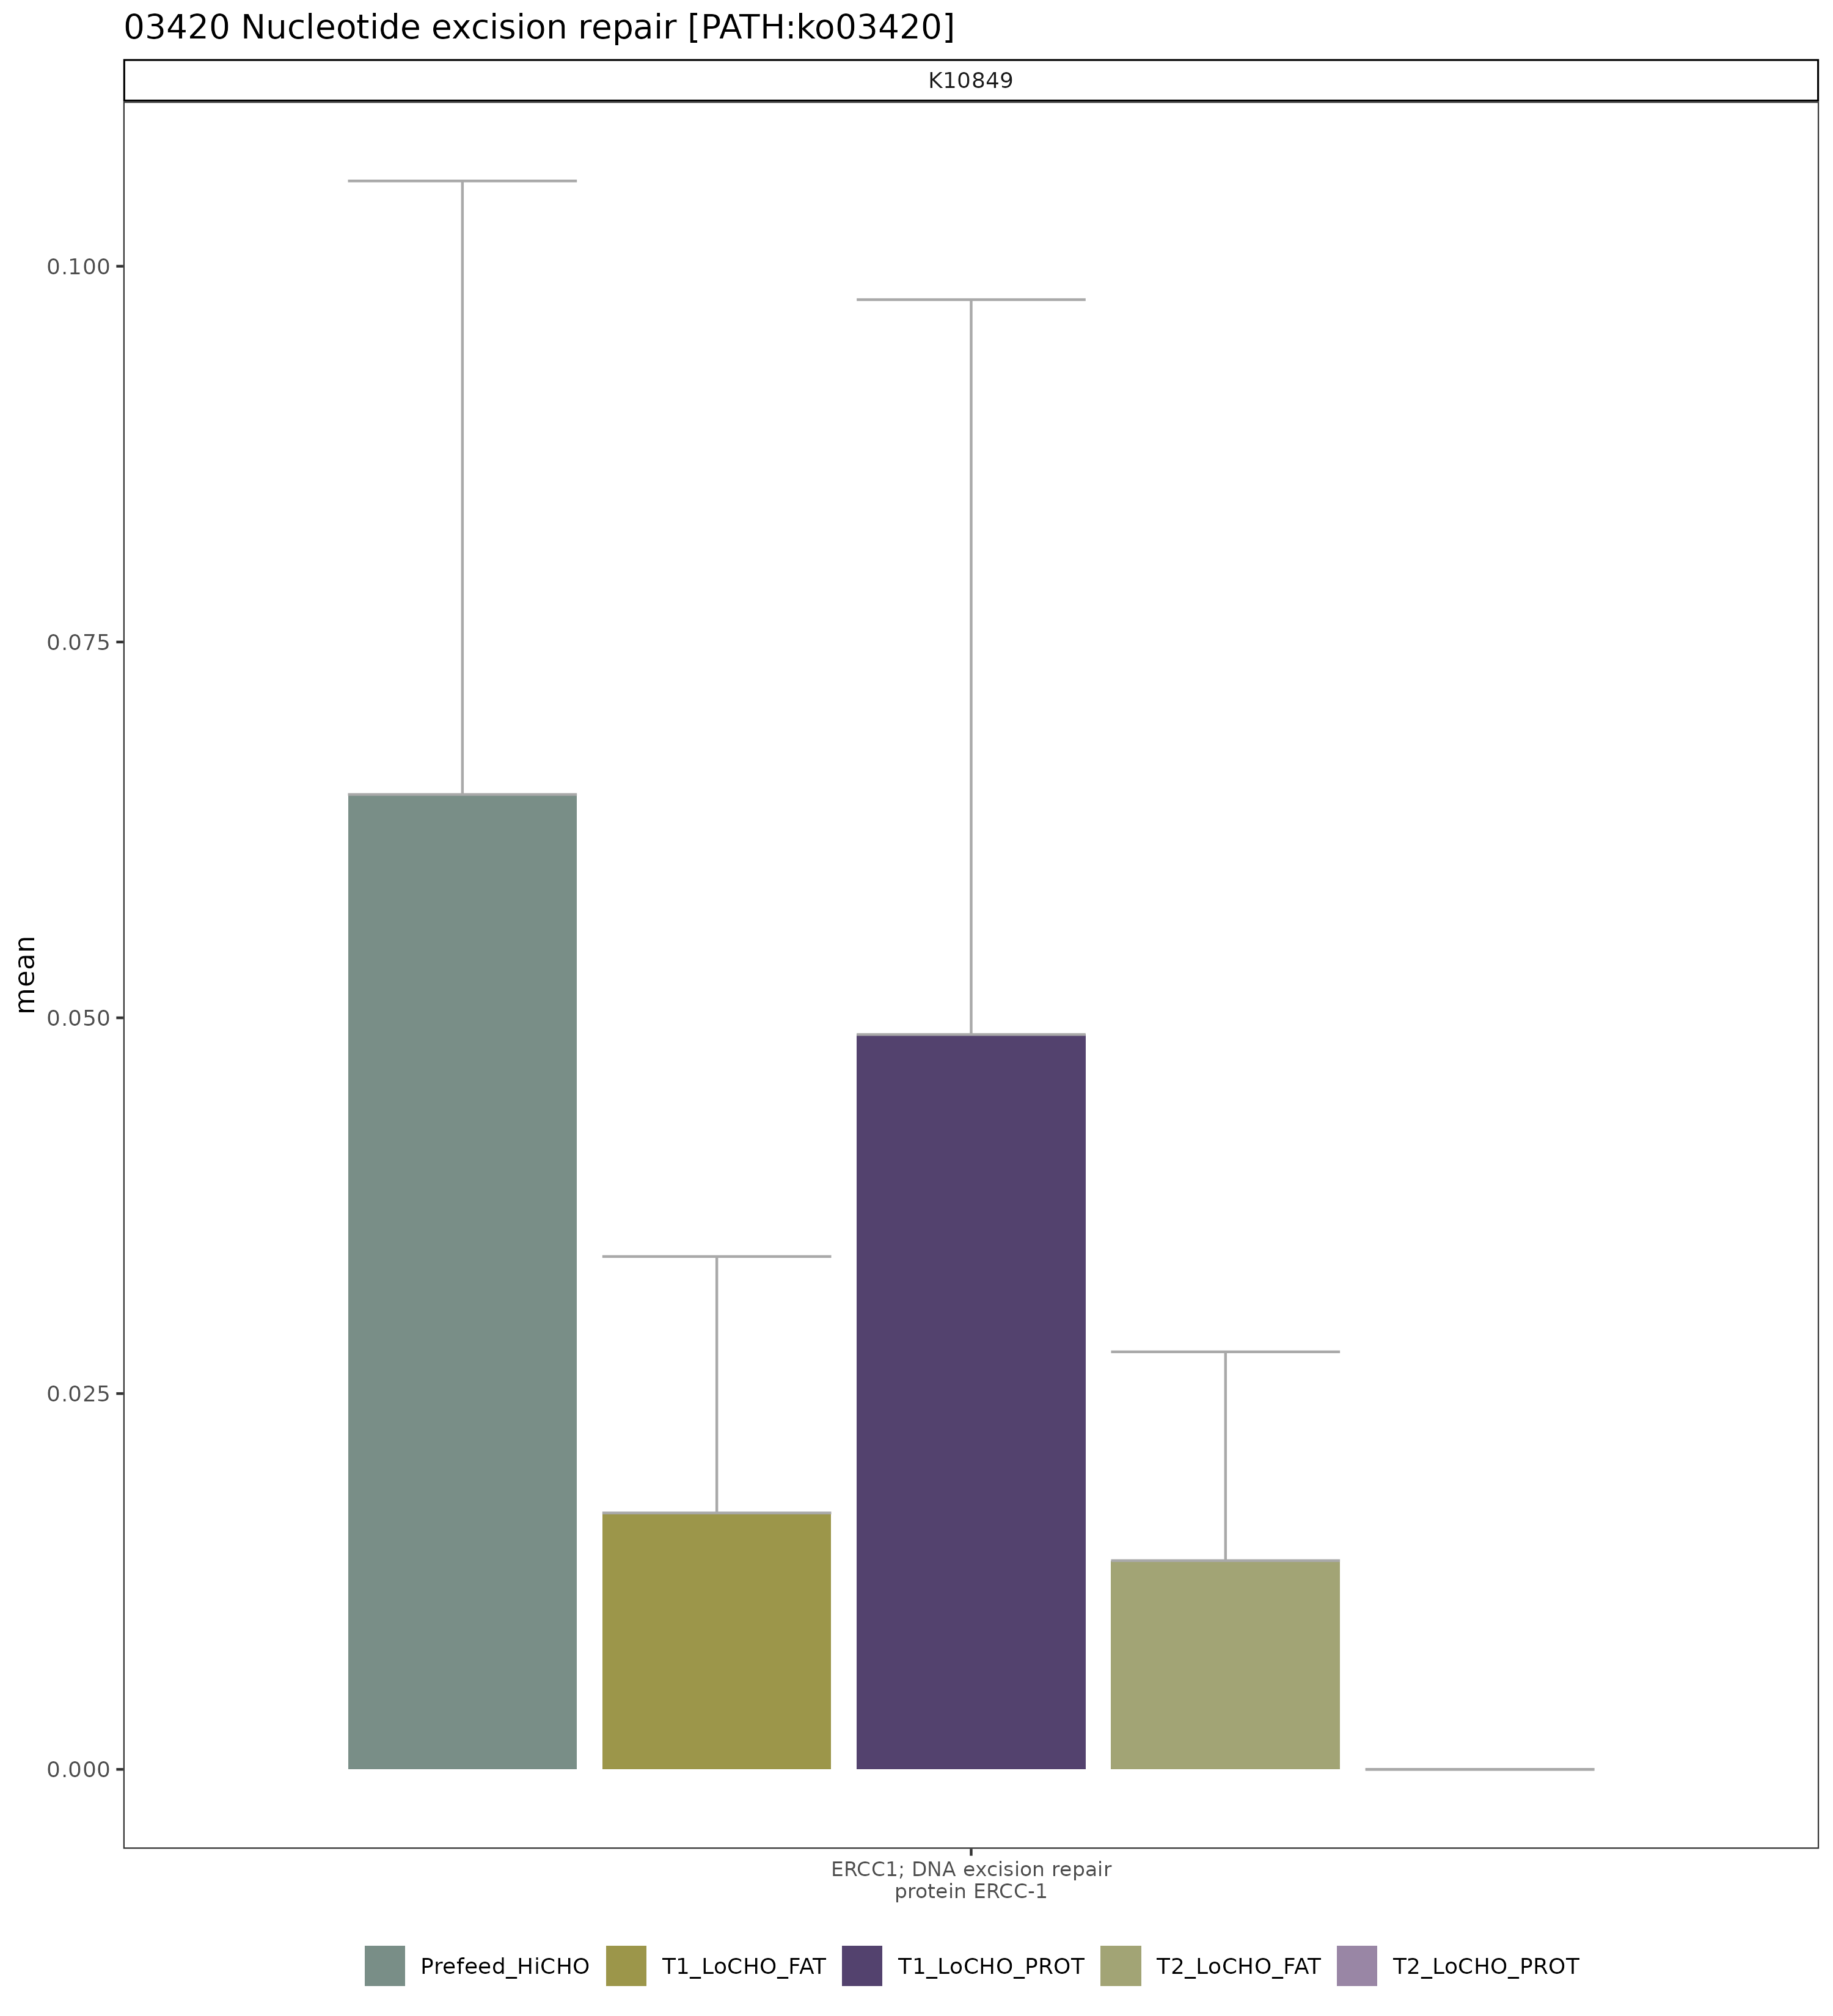 03420 Nucleotide excision repair [PATH:ko03420]
K10849
0.100
0.075
0.050
0.025
0.000
mean
ERCC1; DNA excision repair
protein ERCC-1
Prefeed_HiCHO T1_LoCHO_FAT T1_LoCHO_PROT T2_LoCHO_FAT T2_LoCHO_PROT